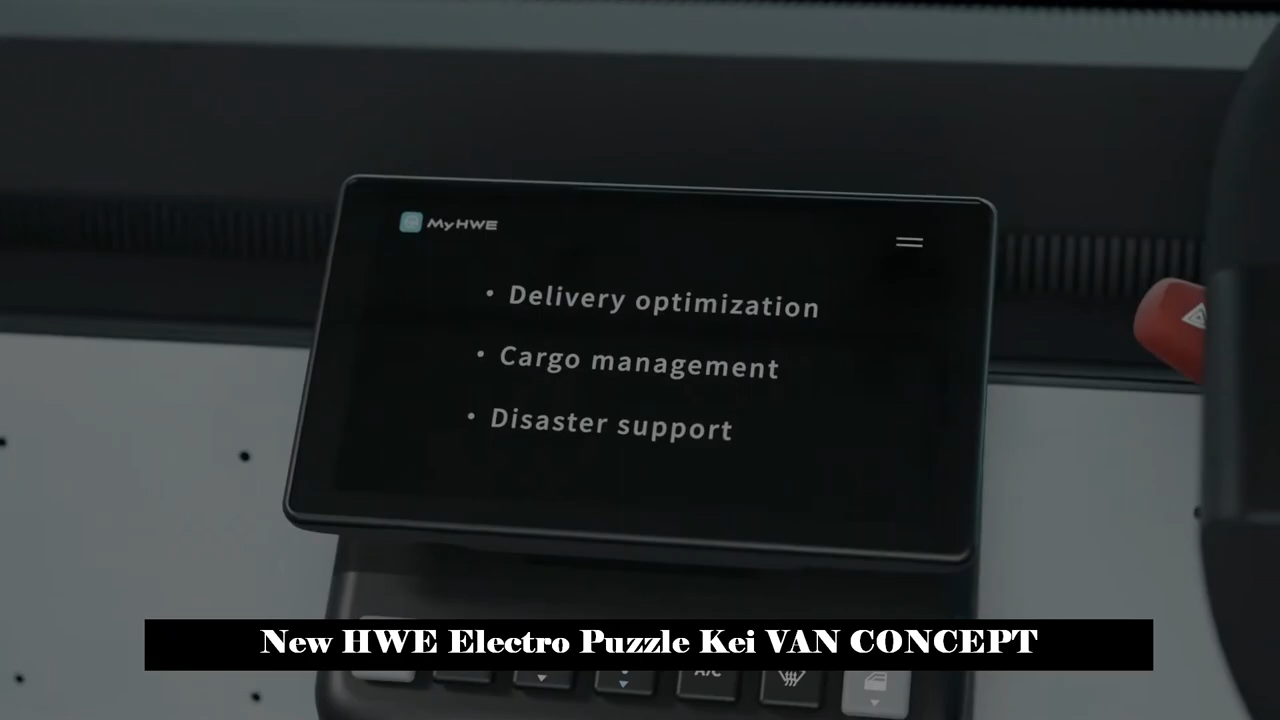 MyHWE
• Delivery optimization
• Cargo management
• Disaster support
New HWE Electro Puzzle Kei VAN CONCEPT
A/C